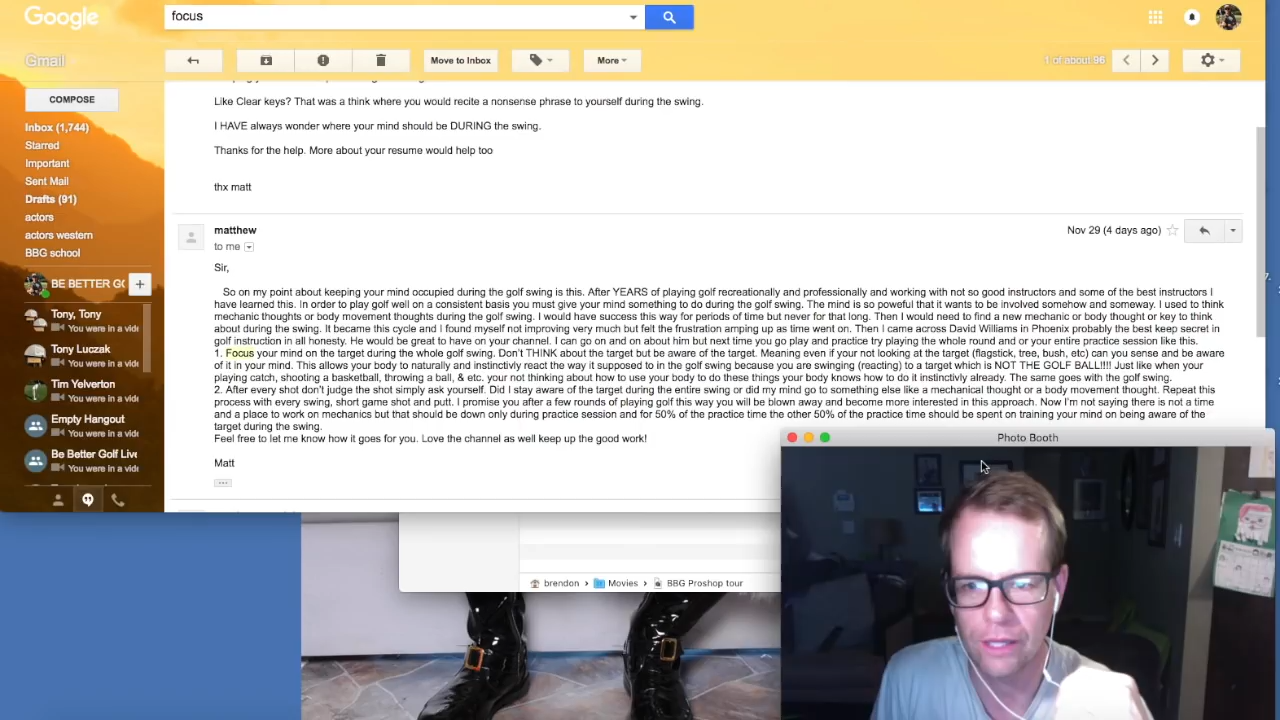 Google
focus
Gmail
Move to Inbox
More
1 of about 96
COMPOSE
Inbox (1,744)
Starred
Important
Sent Mail
Drafts (91)
actors
actors western
BBG school
BE BETTER GO
Tony, Tony
You were in a vide
Tony Luczak
You were in a vide
Tim Yelverton
You were in a vide
Empty Hangout
You were in a vide
Be Better Golf Live
You were in a vide
Like Clear keys? That was a think where you would recite a nonsense phrase to yourself during the swing.
I HAVE always wonder where your mind should be DURING the swing.
Thanks for the help. More about your resume would help too
thx matt
matthew
Nov 29 (4 days ago)
to me
Sir,
So on my point about keeping your mind occupied during the golf swing is this. After YEARS of playing golf recreationally and professionally and working with not so good instructors and some of the best instructors I
have learned this. In order to play golf well on a consistent basis you must give your mind something to do during the golf swing. The mind is so poweful that it wants to be involved somehow and someway. I used to think
mechanic thoughts or body movement thoughts during the golf swing. I would have success this way for periods of time but never for that long. Then I would need to find a new mechanic or body thought or key to think
about during the swing. It became this cycle and I found myself not improving very much but felt the frustration amping up as time went on. Then I came across David Williams in Phoenix probably the best keep secret in
golf instruction in all honesty. He would be great to have on your channel. I can go on and on about him but next time you go play and practice try playing the whole round and or your entire practice session like this.
1. Focus your mind on the target during the whole golf swing. Don't THINK about the target but be aware of the target. Meaning even if your not looking at the target (flagstick, tree, bush, etc) can you sense and be aware
of it in your mind. This allows your body to naturally and instinctivly react the way it supposed to in the golf swing because you are swinging (reacting) to a target which is NOT THE GOLF BALL!!!! Just like when your
playing catch, shooting a basketball, throwing a ball, & etc. your not thinking about how to use your body to do these things your body knows how to do it instinctivly already. The same goes with the golf swing.
2. After every shot don't judge the shot simply ask yourself. Did I stay aware of the target during the entire swing or did my mind go to something else like a mechanical thought or a body movement thought. Repeat this
process with every swing, short game shot and putt. I promise you after a few rounds of playing golf this way you will be blown away and become more interested in this approach. Now I'm not saying there is not a time
and a place to work on mechanics but that should be down only during practice session and for 50% of the practice time the other 50% of the practice time should be spent on training your mind on being aware of the
target during the swing.
Feel free to let me know how it goes for you. Love the channel as well keep up the good work!
Matt
Photo Booth
brendon
Movies
BBG Proshop tour